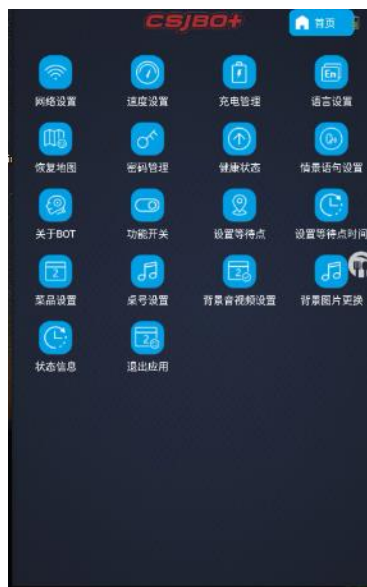 CSJBO+
首页
网络设置 速度设置 充电管理 语言设置
En
恢复地图 密码管理 健康状态 情景语句设置
关于BOT 功能开关 设置等待点 设置等待点时间
2 2
菜品设置 桌号设置 背景音视频设置 背景图片更换
2
状态信息 退出应用